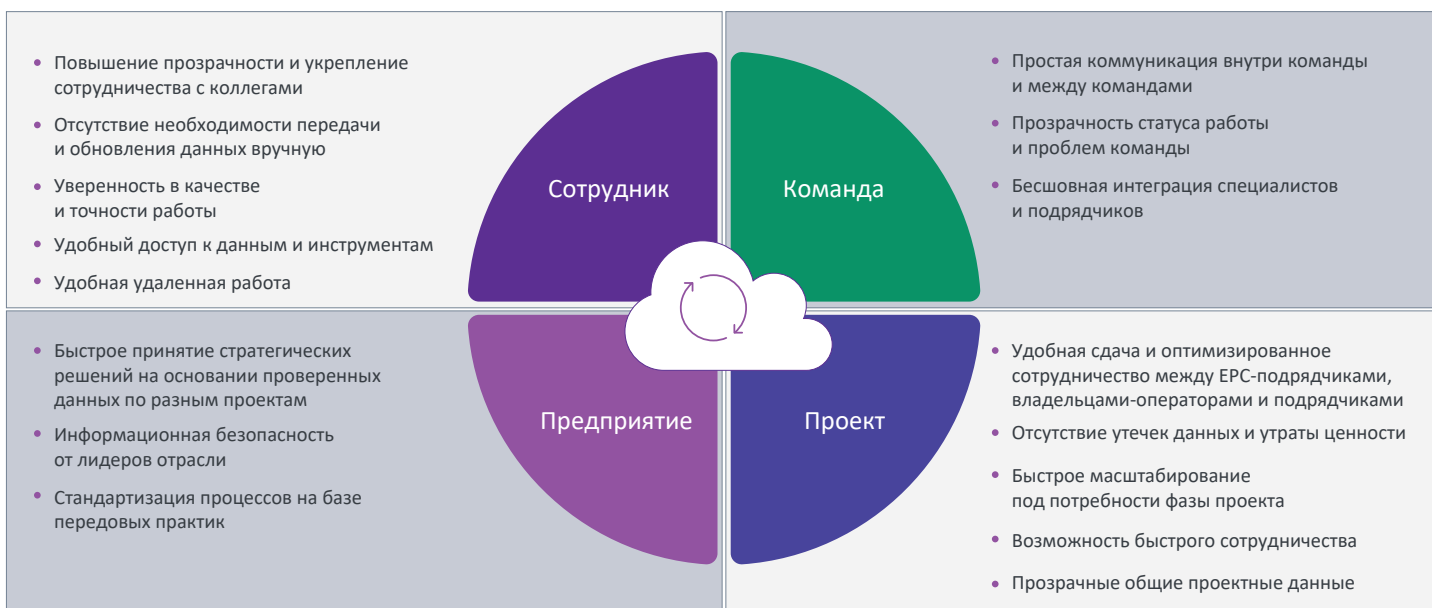 Повышение прозрачности и укрепление
сотрудничества с коллегами
Отсутствие необходимости передачи
и обновления данных вручную
Уверенность в качестве
и точности работы
Удобный доступ к данным и инструментам
Удобная удаленная работа
Сотрудник
Команда
Простая коммуникация внутри команды
и между командами
Прозрачность статуса работы
и проблем команды
Бесшовная интеграция специалистов
и подрядчиков
Быстрое принятие стратегических
решений на основании проверенных
данных по разным проектам
Информационная безопасность
от лидеров отрасли
Стандартизация процессов на базе
передовых практик
Предприятие
Проект
Удобная сдача и оптимизированное
сотрудничество между EPC-подрядчиками,
владельцами-операторами и подрядчиками
Отсутствие утечек данных и утраты ценности
Быстрое масштабирование
под потребности фазы проекта
Возможность быстрого сотрудничества
Прозрачные общие проектные данные